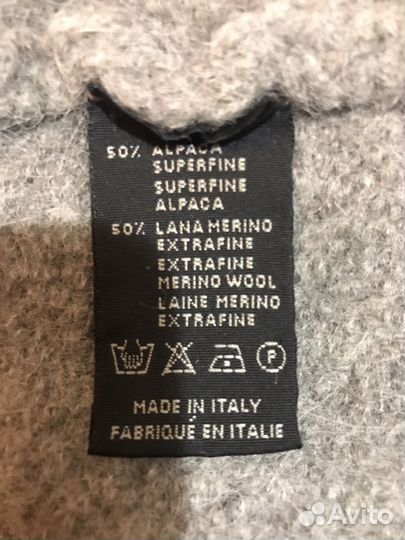 50% ALPACA
SUPERFINE
SUPERFINE
ALPACA
50% LANA MERINO
EXTRAFINE
EXTRAFINE
MERINO WOOL
LAINE MERINO
EXTRAFINE
P
MADE IN ITALY
FABRIQUÉ EN ITALIE
Avito